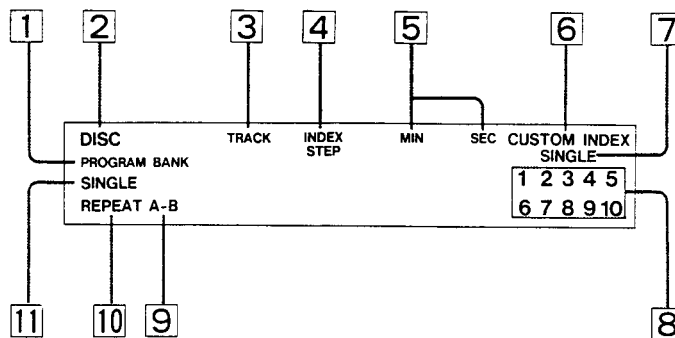 1 2 3 4 5 6 7
DISC TRACK INDEX STEP MIN SEC CUSTOM INDEX
PROGRAM BANK SINGLE
SINGLE 1 2 3 4 5
REPEAT A-B 6 7 8 9 10
11 10 9 8